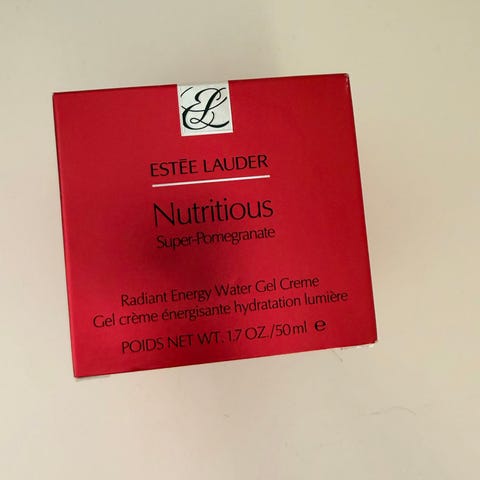 EL
ESTĒE LAUDER
Nutritious
Super-Pomegranate
Radiant Energy Water Gel Creme
Gel crème énergisante hydratation lumière
POIDS NET WT. 1.7 OZ./50 ml ℮